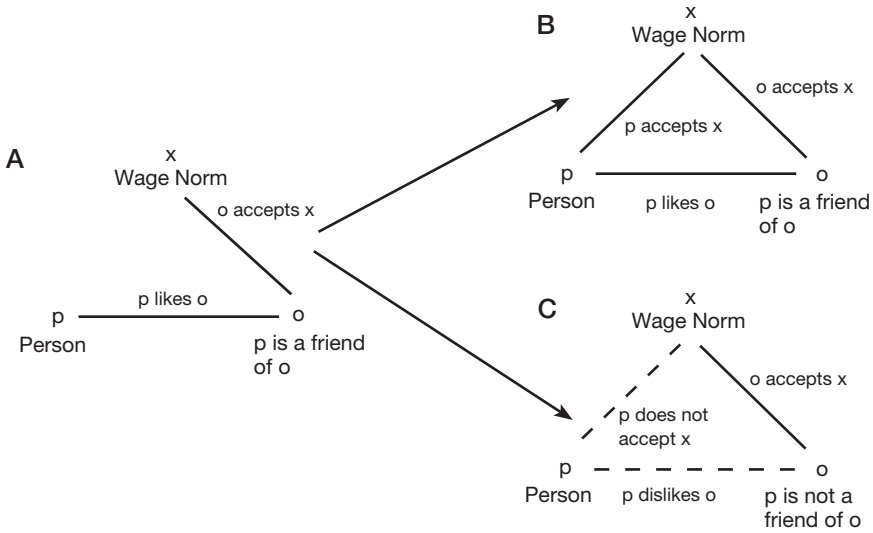 A
x
Wage Norm
o accepts x
p likes o
p
Person
o
p is a friend
of o
B
x
Wage Norm
o accepts x
p accepts x
p
Person
p likes o
o
p is a friend
of o
C
x
Wage Norm
o accepts x
p does not
accept x
p
Person
p dislikes o
o
p is not a
friend of o